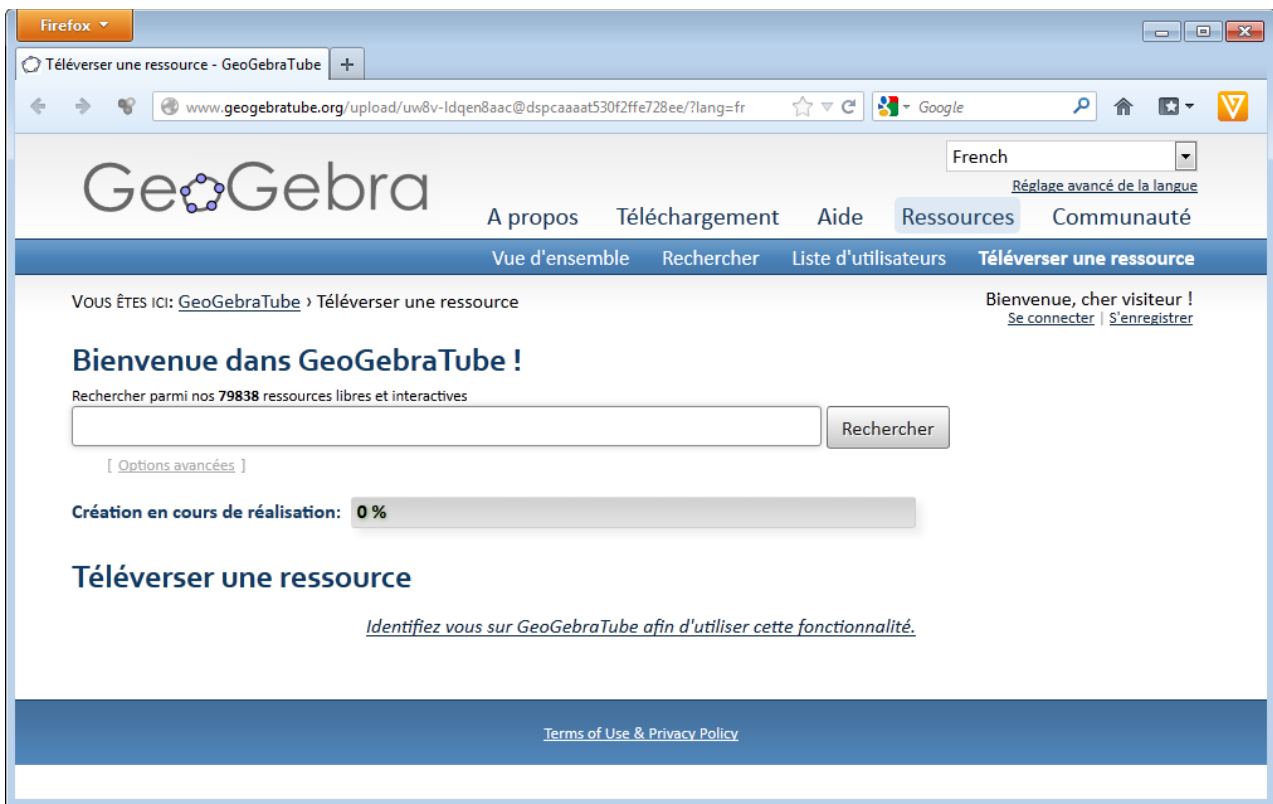 Firefox
Téléverser une ressource - GeoGebraTube
www.geogebratube.org/upload/uw8v-ldqen8aac@dspcaaaat530f2ffe728ee/?lang=fr
Google
GeoGebra
French
Réglage avancé de la langue
A propos Téléchargement Aide Ressources Communauté
Vue d'ensemble Rechercher Liste d'utilisateurs Téléverser une ressource
VOUS ÊTES ICI: GeoGebraTube › Téléverser une ressource
Bienvenue, cher visiteur !
Se connecter | S'enregistrer
Bienvenue dans GeoGebraTube !
Rechercher parmi nos 79838 ressources libres et interactives
Rechercher
[ Options avancées ]
Création en cours de réalisation: 0 %
Téléverser une ressource
Identifiez vous sur GeoGebraTube afin d'utiliser cette fonctionnalité.
Terms of Use & Privacy Policy